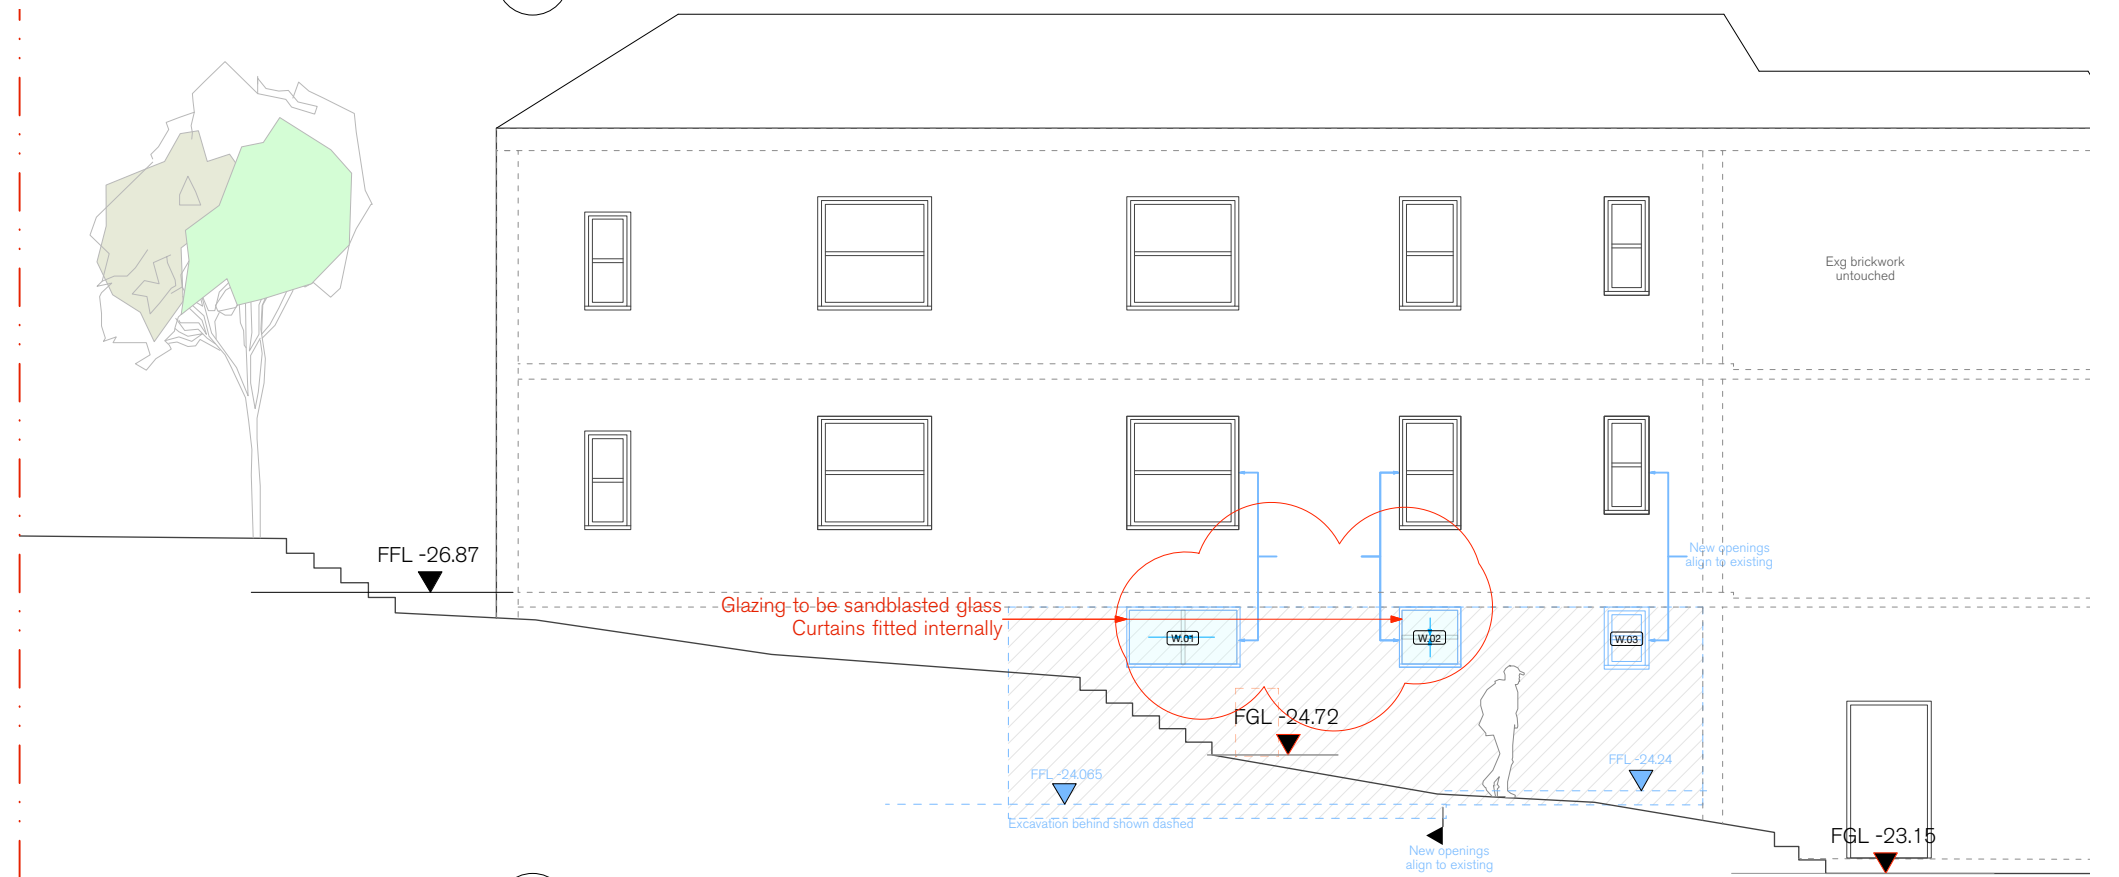 Exg brickwork
untouched
FFL -26.87
New openings
align to existing
Glazing to be sandblasted glass
Curtains fitted internally
W.01
W.02
W.03
FGL -24.72
FFL -24.065
FFL -24.24
Excavation behind shown dashed
New openings
align to existing
FGL -23.15